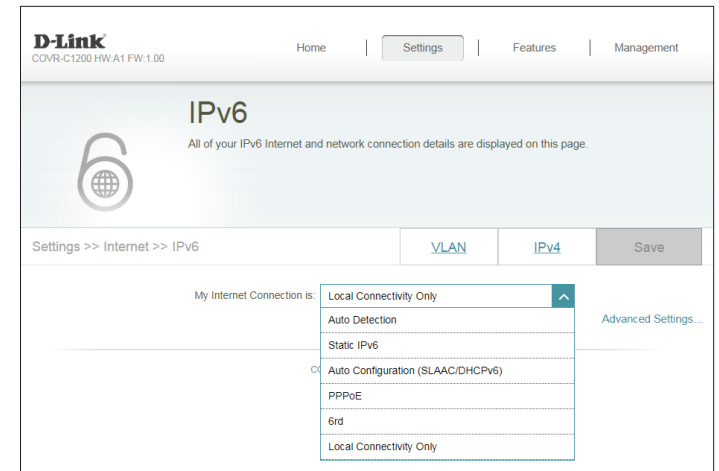 D-Link
COVR-C1200 HW:A1 FW:1.00
Home | Settings | Features | Management
IPv6
All of your IPv6 Internet and network connection details are displayed on this page.
Settings >> Internet >> IPv6
VLAN
IPv4
Save
My Internet Connection is: Local Connectivity Only
Advanced Settings...
Auto Detection
Static IPv6
Auto Configuration (SLAAC/DHCPv6)
PPPoE
6rd
Local Connectivity Only